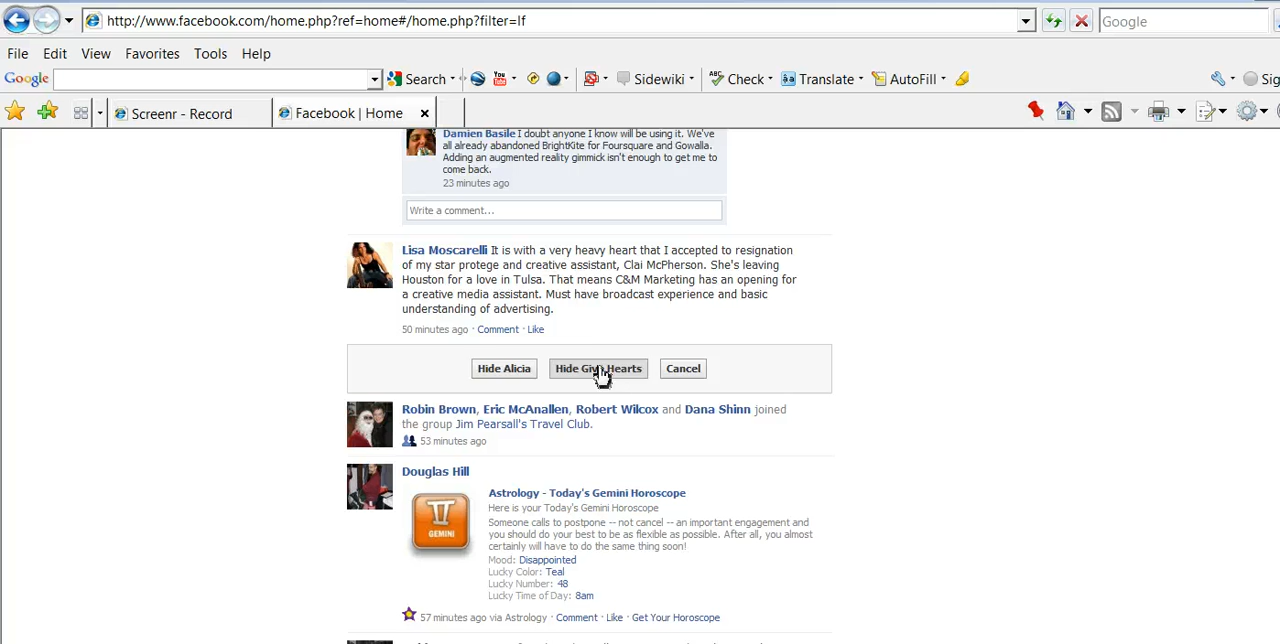 http://www.facebook.com/home.php?ref=home#/home.php?filter=lf
Google
File Edit View Favorites Tools Help
Google Search Sidewiki Check Translate AutoFill
Screenr - Record Facebook | Home
Damien Basile I doubt anyone I know will be using it. We've
all already abandoned BrightKite for Foursquare and Gowalla.
Adding an augmented reality gimmick isn't enough to get me to
come back.
23 minutes ago
Write a comment...
Lisa Moscarelli It is with a very heavy heart that I accepted to resignation
of my star protege and creative assistant, Clai McPherson. She's leaving
Houston for a love in Tulsa. That means C&M Marketing has an opening for
a creative media assistant. Must have broadcast experience and basic
understanding of advertising.
50 minutes ago · Comment · Like
Hide Alicia Hide Give Hearts Cancel
Robin Brown, Eric McAnallen, Robert Wilcox and Dana Shinn joined
the group Jim Pearsall's Travel Club.
53 minutes ago
Douglas Hill
Astrology - Today's Gemini Horoscope
Here is your Today's Gemini Horoscope
Someone calls to postpone -- not cancel -- an important engagement and
you should do your best to be as flexible as possible. After all, you almost
certainly will have to do the same thing soon!
GEMINI
Mood: Disappointed
Lucky Color: Teal
Lucky Number: 48
Lucky Time of Day: 8am
57 minutes ago via Astrology · Comment · Like · Get Your Horoscope